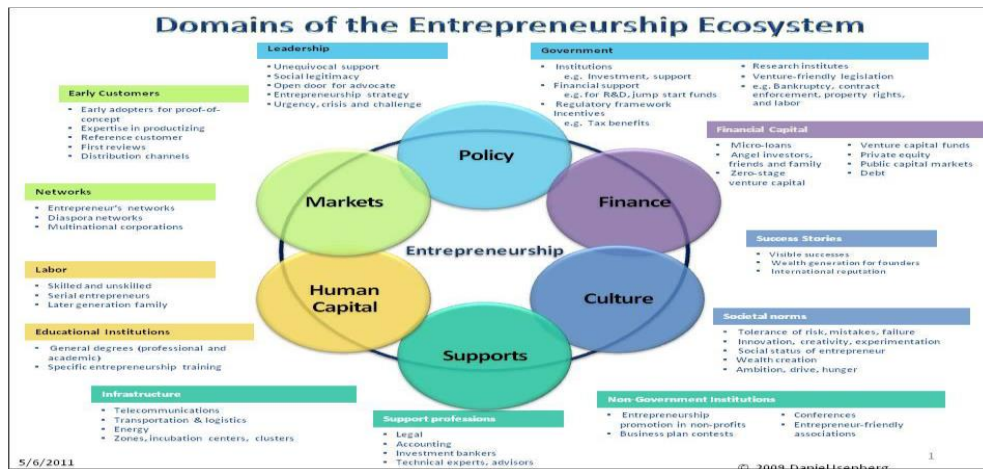 Domains of the Entrepreneurship Ecosystem
Leadership
• Unequivocal support
• Social legitimacy
• Open door for advocate
• Entrepreneurship strategy
• Urgency, crisis and challenge
Government
• Institutions
e.g. Investment, support
• Financial support
e.g. for R&D, jump start funds
• Regulatory framework
Incentives
e.g. Tax benefits
• Research institutes
• Venture-friendly legislation
• e.g. Bankruptcy, contract
enforcement, property rights,
and labor
Early Customers
• Early adopters for proof-of-
concept
• Expertise in productizing
• Reference customer
• First reviews
• Distribution channels
Financial Capital
• Micro-loans
• Angel investors,
friends and family
• Zero-stage
venture capital
• Venture capital funds
• Private equity
• Public capital markets
• Debt
Networks
• Entrepreneur's networks
• Diaspora networks
• Multinational corporations
Policy
Markets
Finance
Entrepreneurship
Human
Capital
Culture
Supports
Success Stories
• Visible successes
• Wealth generation for founders
• International reputation
Labor
• Skilled and unskilled
• Serial entrepreneurs
• Later generation family
Societal norms
• Tolerance of risk, mistakes, failure
• Innovation, creativity, experimentation
• Social status of entrepreneur
• Wealth creation
• Ambition, drive, hunger
Educational Institutions
• General degrees (professional and
academic)
• Specific entrepreneurship training
Infrastructure
• Telecommunications
• Transportation & logistics
• Energy
• Zones, incubation centers, clusters
Support professions
• Legal
• Accounting
• Investment bankers
• Technical experts, advisors
Non-Government Institutions
• Entrepreneurship
promotion in non-profits
• Business plan contests
• Conferences
• Entrepreneur-friendly
associations
5/6/2011
1
© 2009 Daniel Isenberg